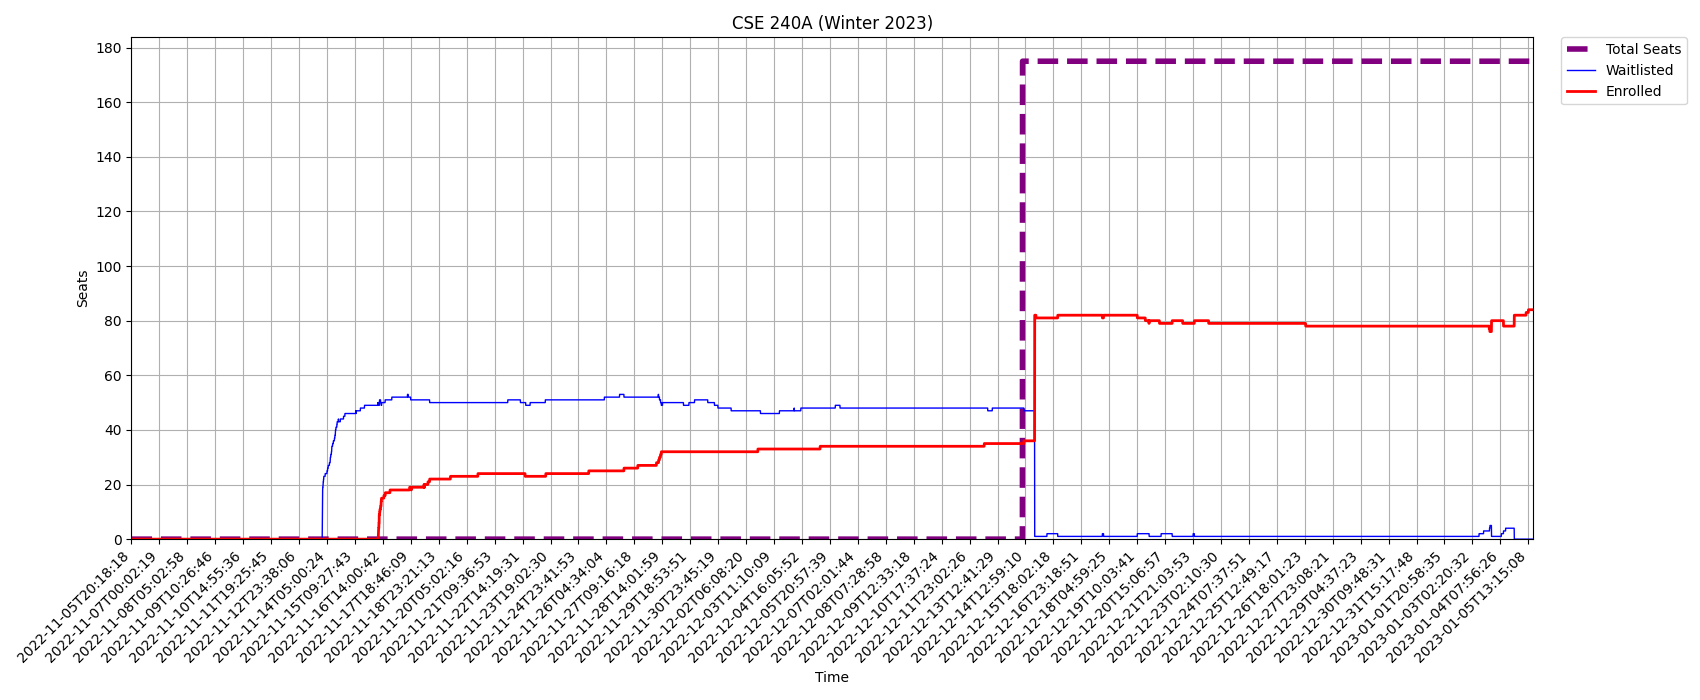 CSE 240A (Winter 2023)
Total Seats
Waitlisted
Enrolled
Seats
180
160
140
120
100
80
60
40
20
0
2022-11-05T20:18:18
2022-11-07T00:02:19
2022-11-08T05:02:58
2022-11-09T10:26:46
2022-11-10T14:55:36
2022-11-11T19:25:45
2022-11-12T23:38:06
2022-11-14T05:00:24
2022-11-15T09:27:43
2022-11-16T14:00:42
2022-11-17T18:46:09
2022-11-18T23:21:13
2022-11-20T05:02:16
2022-11-21T09:36:53
2022-11-22T14:19:31
2022-11-23T19:02:30
2022-11-24T23:41:53
2022-11-26T04:34:04
2022-11-27T09:16:18
2022-11-28T14:01:59
2022-11-29T18:53:51
2022-11-30T23:45:19
2022-12-02T06:08:20
2022-12-03T11:10:09
2022-12-04T16:05:52
2022-12-05T20:57:39
2022-12-07T02:01:44
2022-12-08T07:28:58
2022-12-09T12:33:18
2022-12-10T17:37:24
2022-12-11T23:02:26
2022-12-13T12:41:29
2022-12-14T12:59:10
2022-12-15T18:02:18
2022-12-16T23:18:51
2022-12-18T04:59:25
2022-12-19T10:03:41
2022-12-20T15:06:57
2022-12-21T21:03:53
2022-12-23T02:10:30
2022-12-24T07:37:51
2022-12-25T12:49:17
2022-12-26T18:01:23
2022-12-27T23:08:21
2022-12-29T04:37:23
2022-12-30T09:48:31
2022-12-31T15:17:48
2023-01-01T20:58:35
2023-01-03T02:20:32
2023-01-04T07:56:26
2023-01-05T13:15:08
Time